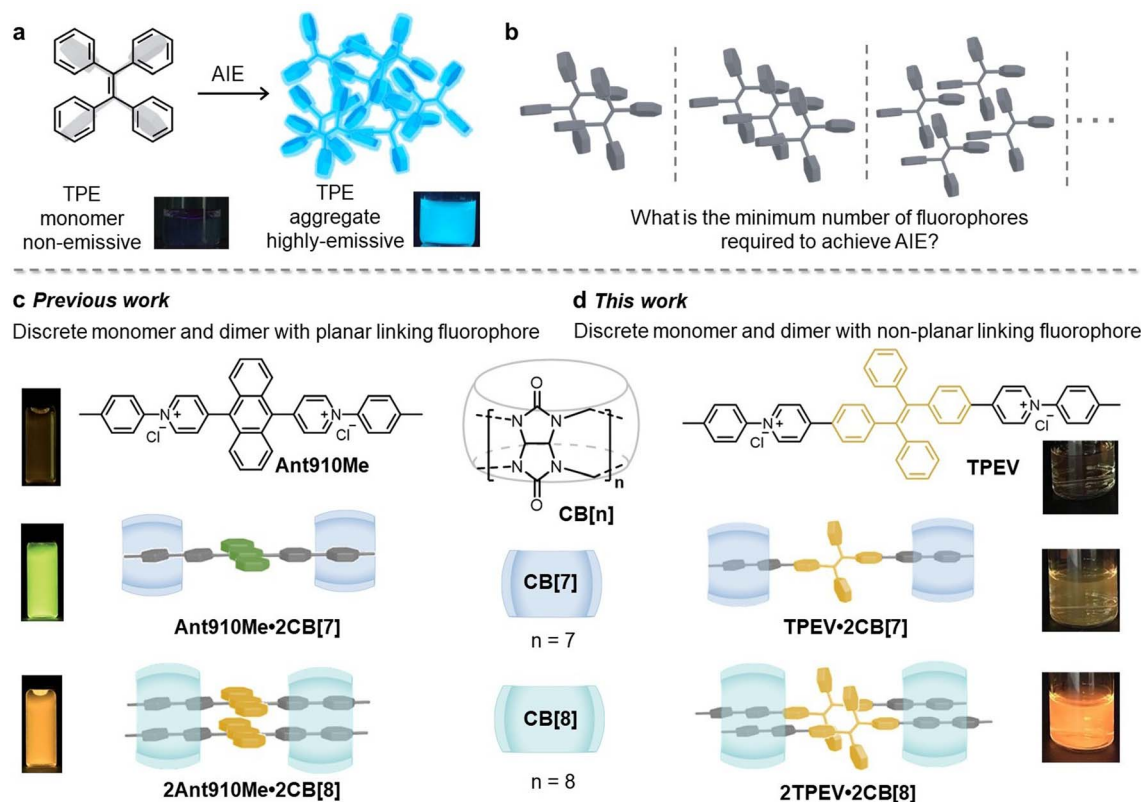 a
AIE
TPE
monomer
non-emissive
TPE
aggregate
highly-emissive
b
What is the minimum number of fluorophores
required to achieve AIE?
c Previous work
Discrete monomer and dimer with planar linking fluorophore
N+
Cl−
N+
Cl−
Ant910Me
Ant910Me•2CB[7]
2Ant910Me•2CB[8]
O
N
N
N
N
O
n
CB[n]
CB[7]
n = 7
CB[8]
n = 8
d This work
Discrete monomer and dimer with non-planar linking fluorophore
N+
Cl−
N+
Cl−
TPEV
TPEV•2CB[7]
2TPEV•2CB[8]